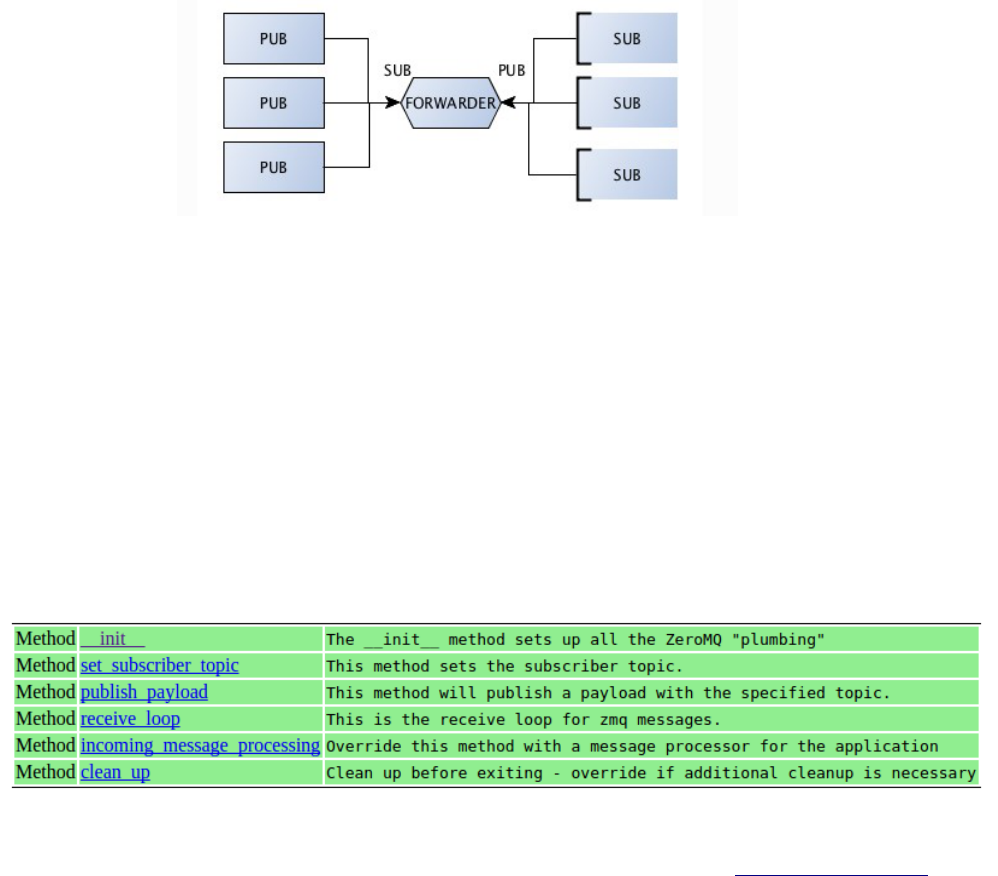 PUB
SUB
SUB
PUB
PUB
FORWARDER
SUB
PUB
SUB
Method __init__ The __init__ method sets up all the ZeroMQ "plumbing"
Method set_subscriber_topic This method sets the subscriber topic.
Method publish_payload This method will publish a payload with the specified topic.
Method receive_loop This is the receive loop for zmq messages.
Method incoming_message_processing Override this method with a message processor for the application
Method clean_up Clean up before exiting - override if additional cleanup is necessary